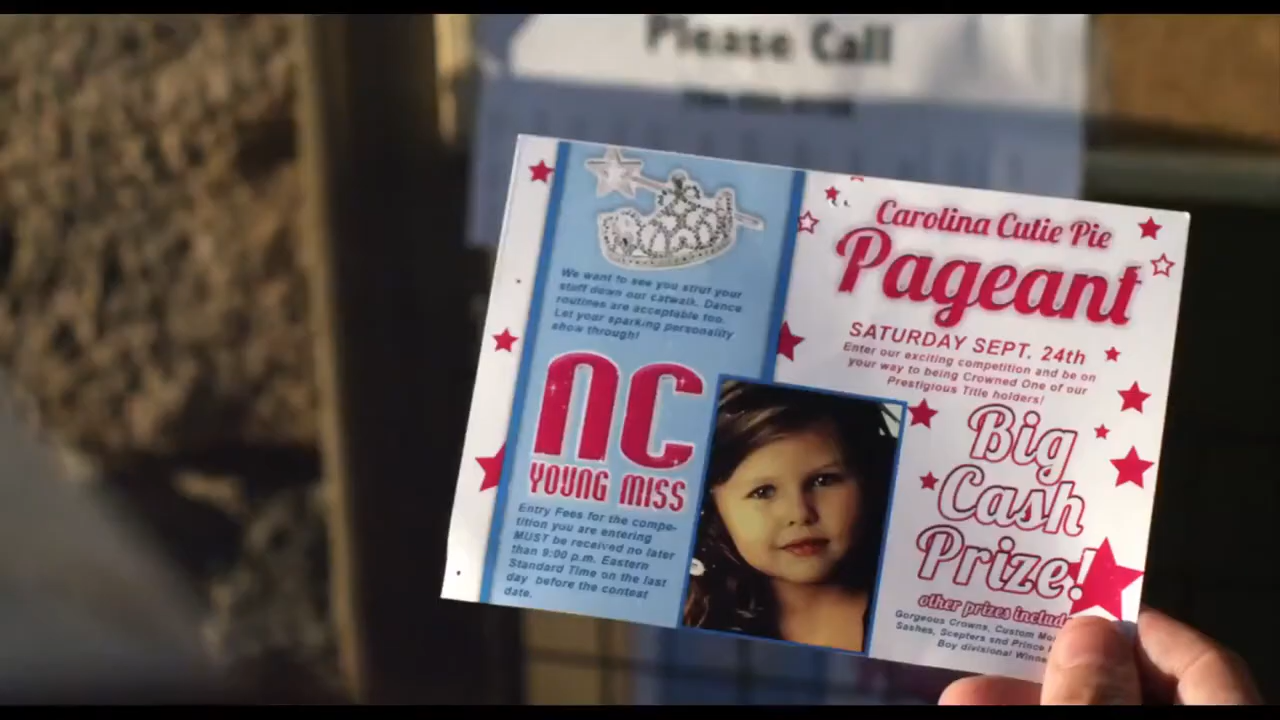 Please Call
We want to see you strut your
stuff down our catwalk. Dance
routines are acceptable too.
Let your sparking personality
show through!
NC
YOUNG MISS
Entry Fees for the compe-
tition you are entering
MUST be received no later
than 9:00 p.m. Eastern
Standard Time on the last
day before the contest
date.
Carolina Cutie Pie
Pageant
SATURDAY SEPT. 24th
Enter our exciting competition and be on
your way to being Crowned One of our
Prestigious Title holders!
Big
Cash
Prize!
other prizes include
Gorgeous Crowns, Custom
Sashes, Scepters snd Prince
Boy divisional